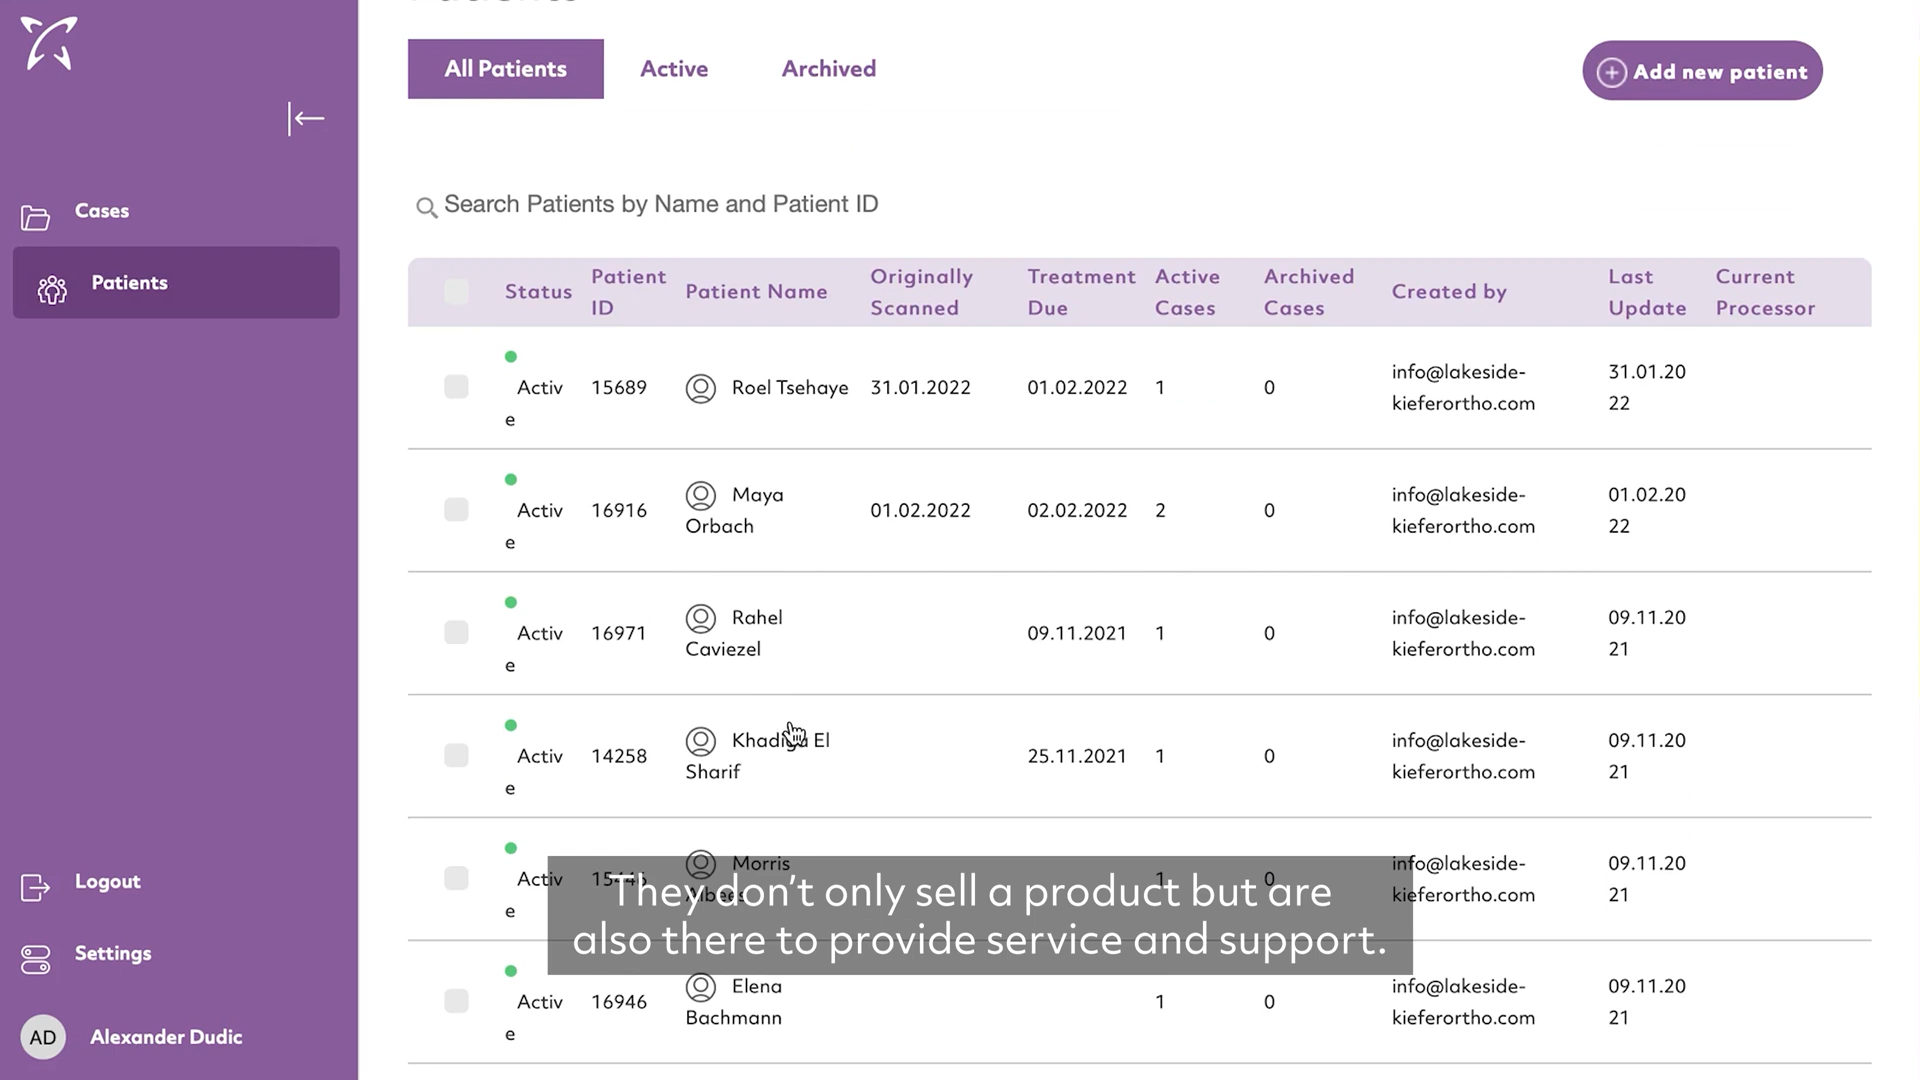 All Patients
Active
Archived
Add new patient
Cases
Search Patients by Name and Patient ID
Patients
Status
Patient ID
Patient Name
Originally Scanned
Treatment Due
Active Cases
Archived Cases
Created by
Last Update
Current Processor
Activ
e
15689
Roel Tsehaye
31.01.2022
01.02.2022
1
0
info@lakeside-
kieferortho.com
31.01.20
22
Activ
e
16916
Maya
Orbach
01.02.2022
02.02.2022
2
0
info@lakeside-
kieferortho.com
01.02.20
22
Activ
e
16971
Rahel
Caviezel
09.11.2021
1
0
info@lakeside-
kieferortho.com
09.11.20
21
Activ
e
14258
El
Sharif
25.11.2021
1
0
info@lakeside-
kieferortho.com
09.11.20
21
Activ
e
Morris
1
0
info@lakeside-
kieferortho.com
09.11.20
21
They don't only sell a product but are
also there to provide service and support.
Activ
e
16946
Elena
Bachmann
1
0
info@lakeside-
kieferortho.com
09.11.20
21
Logout
Settings
AD
Alexander Dudic